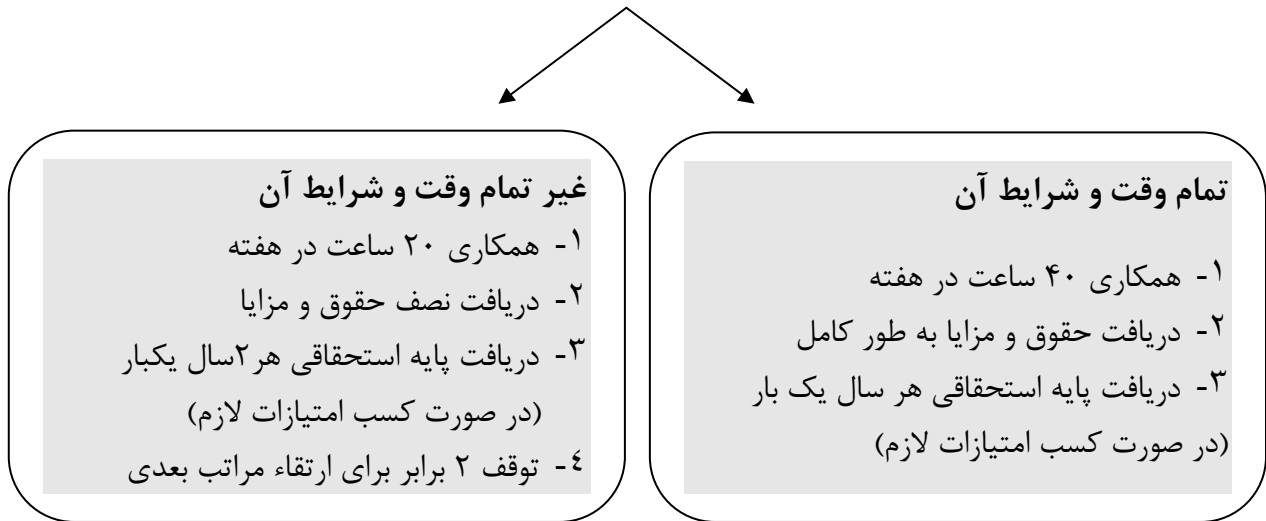 تمام وقت و شرایط آن
۱- همکاری ۴۰ ساعت در هفته
۲- دریافت حقوق و مزایا به طور کامل
۳- دریافت پایه استحقاقی هر سال یک بار
(در صورت کسب امتیازات لازم)
غیر تمام وقت و شرایط آن
۱- همکاری ۲۰ ساعت در هفته
۲- دریافت نصف حقوق و مزایا
۳- دریافت پایه استحقاقی هر ۲سال یکبار
(در صورت کسب امتیازات لازم)
٤- توقف ۲ برابر برای ارتقاء مراتب بعدی